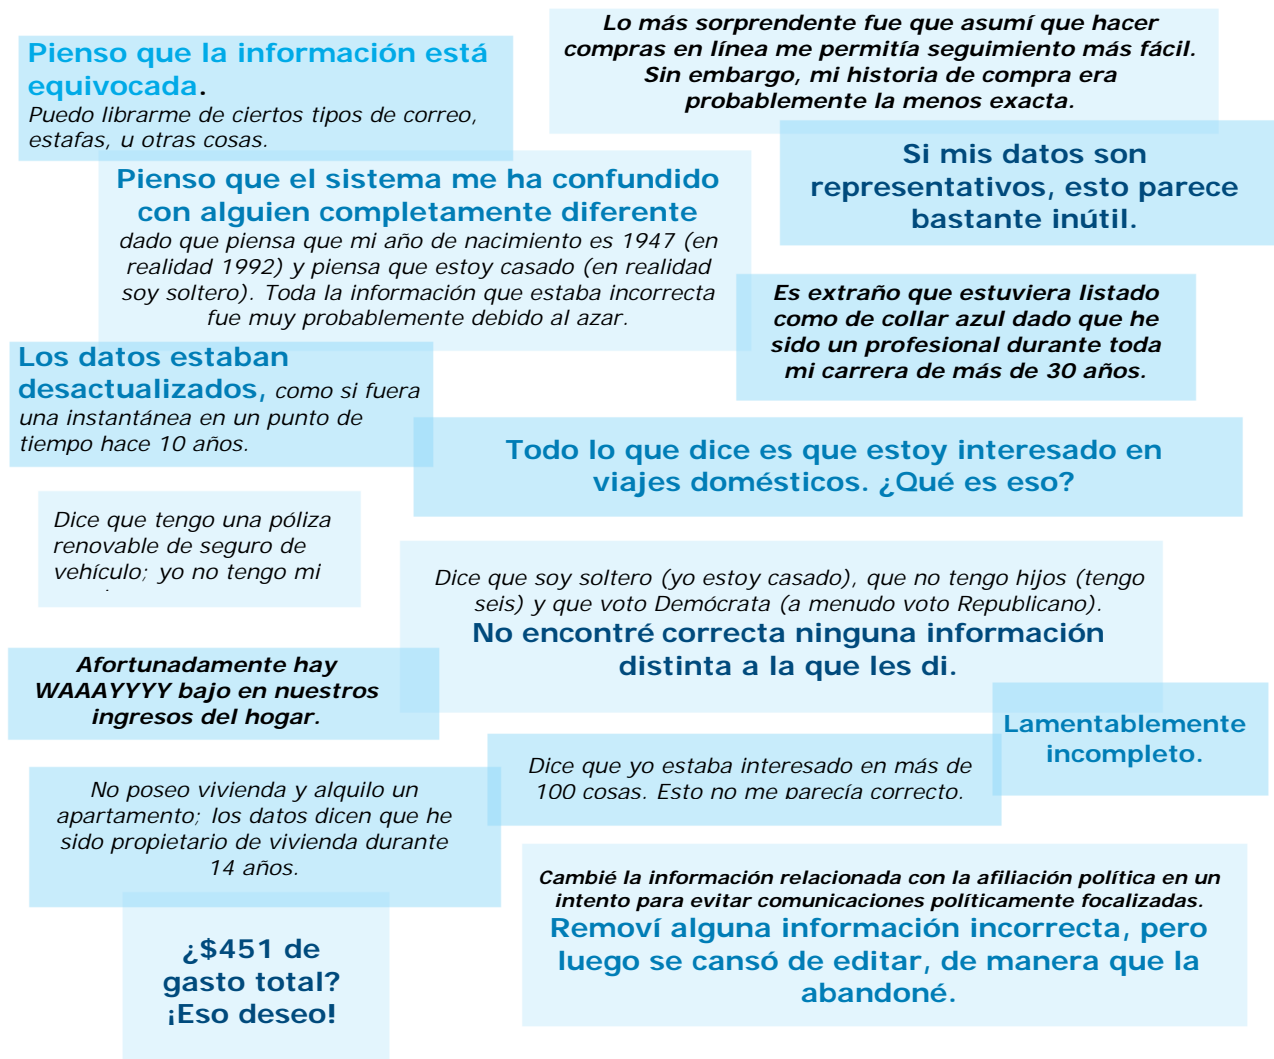 Pienso que la información está
equivocada.
Puedo librarme de ciertos tipos de correo,
estafas, u otras cosas.
Lo más sorprendente fue que asumí que hacer
compras en línea me permitía seguimiento más fácil.
Sin embargo, mi historia de compra era
probablemente la menos exacta.
Pienso que el sistema me ha confundido
con alguien completamente diferente
dado que piensa que mi año de nacimiento es 1947 (en
realidad 1992) y piensa que estoy casado (en realidad
soy soltero). Toda la información que estaba incorrecta
fue muy probablemente debido al azar.
Si mis datos son
representativos, esto parece
bastante inútil.
Es extraño que estuviera listado
como de collar azul dado que he
sido un profesional durante toda
mi carrera de más de 30 años.
Los datos estaban
desactualizados, como si fuera
una instantánea en un punto de
tiempo hace 10 años.
Todo lo que dice es que estoy interesado en
viajes domésticos. ¿Qué es eso?
Dice que tengo una póliza
renovable de seguro de
vehículo; yo no tengo mi
Dice que soy soltero (yo estoy casado), que no tengo hijos (tengo
seis) y que voto Demócrata (a menudo voto Republicano).
No encontré correcta ninguna información
distinta a la que les di.
Afortunadamente hay
WAAAYYYY bajo en nuestros
ingresos del hogar.
Lamentablemente
incompleto.
Dice que yo estaba interesado en más de
100 cosas. Esto no me parecía correcto.
No poseo vivienda y alquilo un
apartamento; los datos dicen que he
sido propietario de vivienda durante
14 años.
Cambié la información relacionada con la afiliación política en un
intento para evitar comunicaciones políticamente focalizadas.
Removí alguna información incorrecta, pero
luego se cansó de editar, de manera que la
abandoné.
¿$451 de
gasto total?
¡Eso deseo!